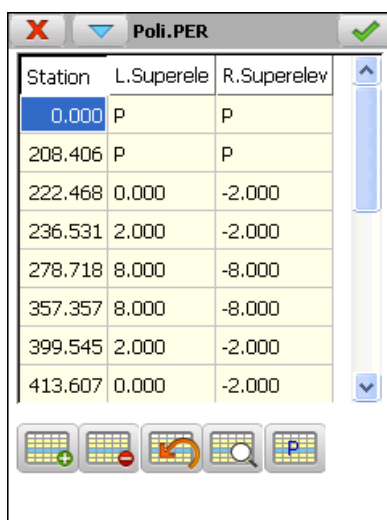 Poli.PER
Station L.Superele R.Superelev
0.000 P P
208.406 P P
222.468 0.000 -2.000
236.531 2.000 -2.000
278.718 8.000 -8.000
357.357 8.000 -8.000
399.545 2.000 -2.000
413.607 0.000 -2.000
P